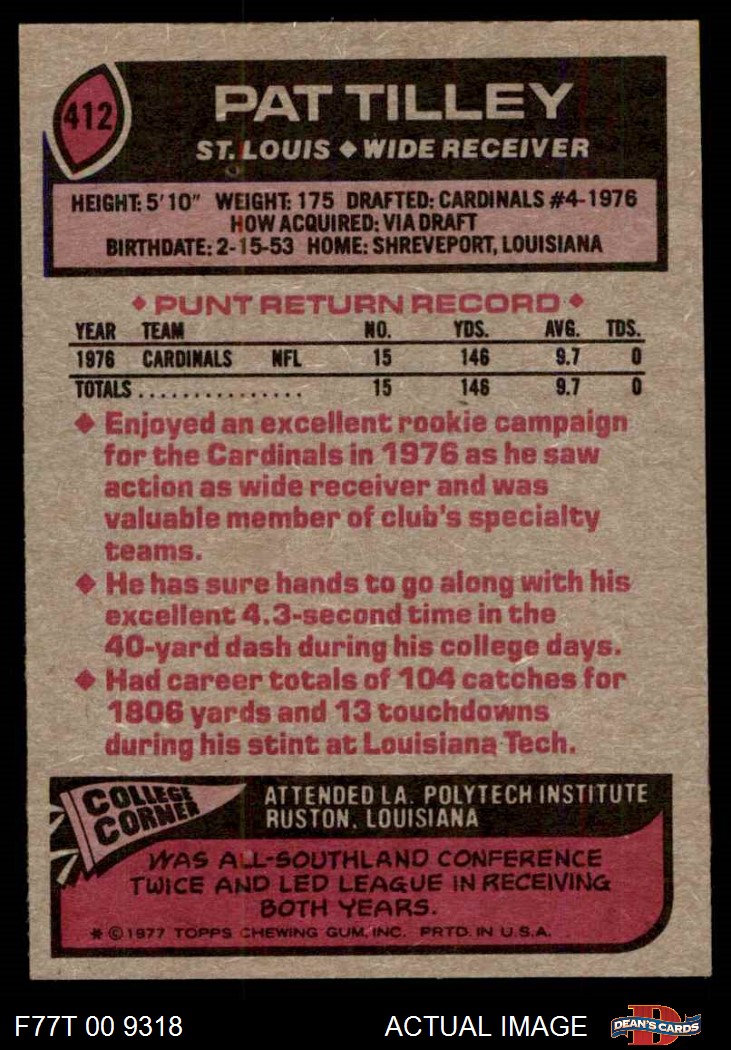 412
PAT TILLEY
ST. LOUIS ♦ WIDE RECEIVER
HEIGHT: 5'10" WEIGHT: 175 DRAFTED: CARDINALS #4-1976
HOW ACQUIRED: VIA DRAFT
BIRTHDATE: 2-15-53 HOME: SHREVEPORT, LOUISIANA
♦ PUNT RETURN RECORD ♦
YEAR TEAM NO. YDS. AVG. TDS.
1976 CARDINALS NFL 15 146 9.7 0
TOTALS ............... 15 146 9.7 0
♦ Enjoyed an excellent rookie campaign
for the Cardinals in 1976 as he saw
action as wide receiver and was
valuable member of club's specialty
teams.
♦ He has sure hands to go along with his
excellent 4.3-second time in the
40-yard dash during his college days.
♦ Had career totals of 104 catches for
1806 yards and 13 touchdowns
during his stint at Louisiana Tech.
COLLEGE
CORNER
ATTENDED LA. POLYTECH INSTITUTE
RUSTON, LOUISIANA
WAS ALL-SOUTHLAND CONFERENCE
TWICE AND LED LEAGUE IN RECEIVING
BOTH YEARS.
* © 1977 TOPPS CHEWING GUM, INC. PRTD. IN U.S.A.
F77T 00 9318 ACTUAL IMAGE
D
DEAN'S CARDS